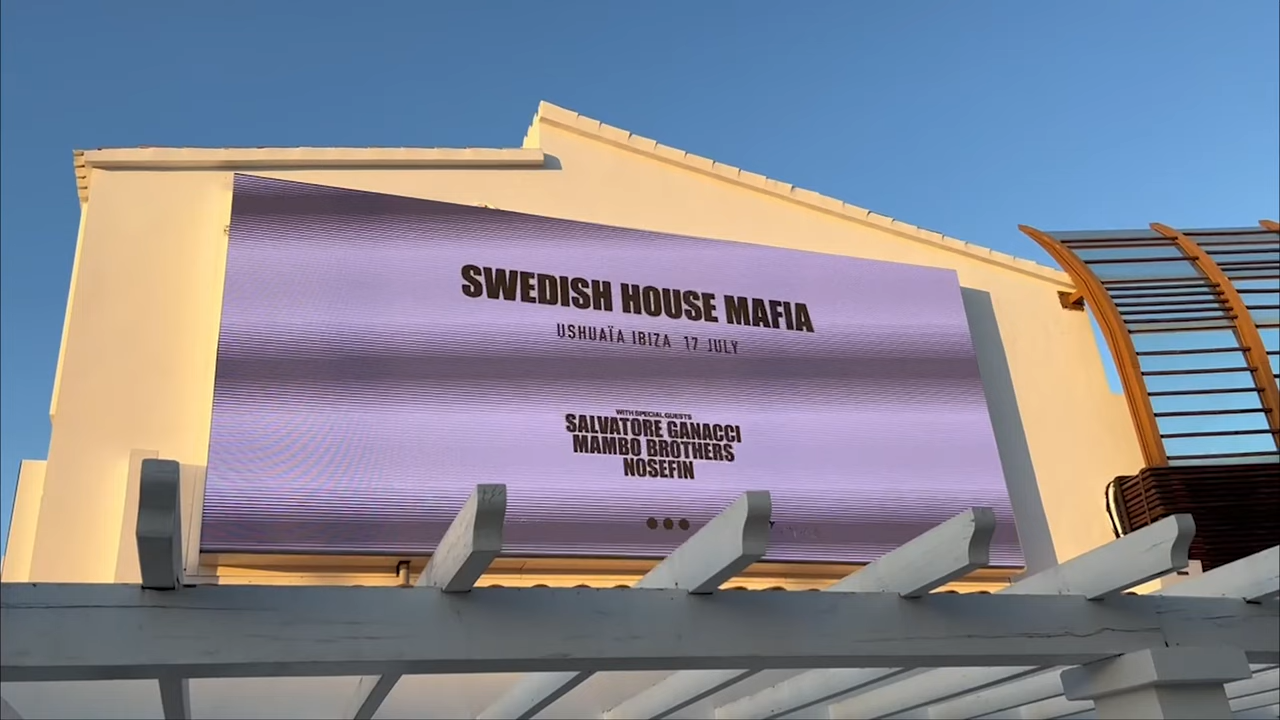 SWEDISH HOUSE MAFIA
USHUAÏA IBIZA 17 JULY
WITH SPECIAL GUESTS
SALVATORE GANACCI
MAMBO BROTHERS
NOSEFIN